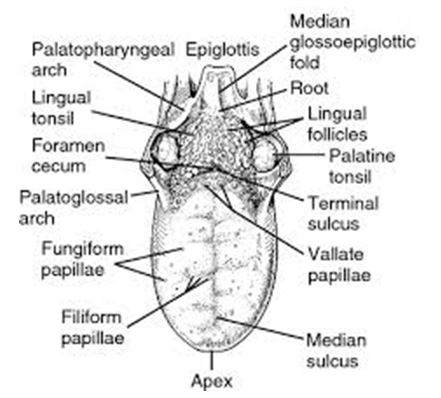 Palatopharyngeal
arch
Epiglottis
Median
glossoepiglottic
fold
Lingual
tonsil
Root
Lingual
follicles
Foramen
cecum
Palatine
tonsil
Palatoglossal
arch
Terminal
sulcus
Fungiform
papillae
Vallate
papillae
Filiform
papillae
Median
sulcus
Apex